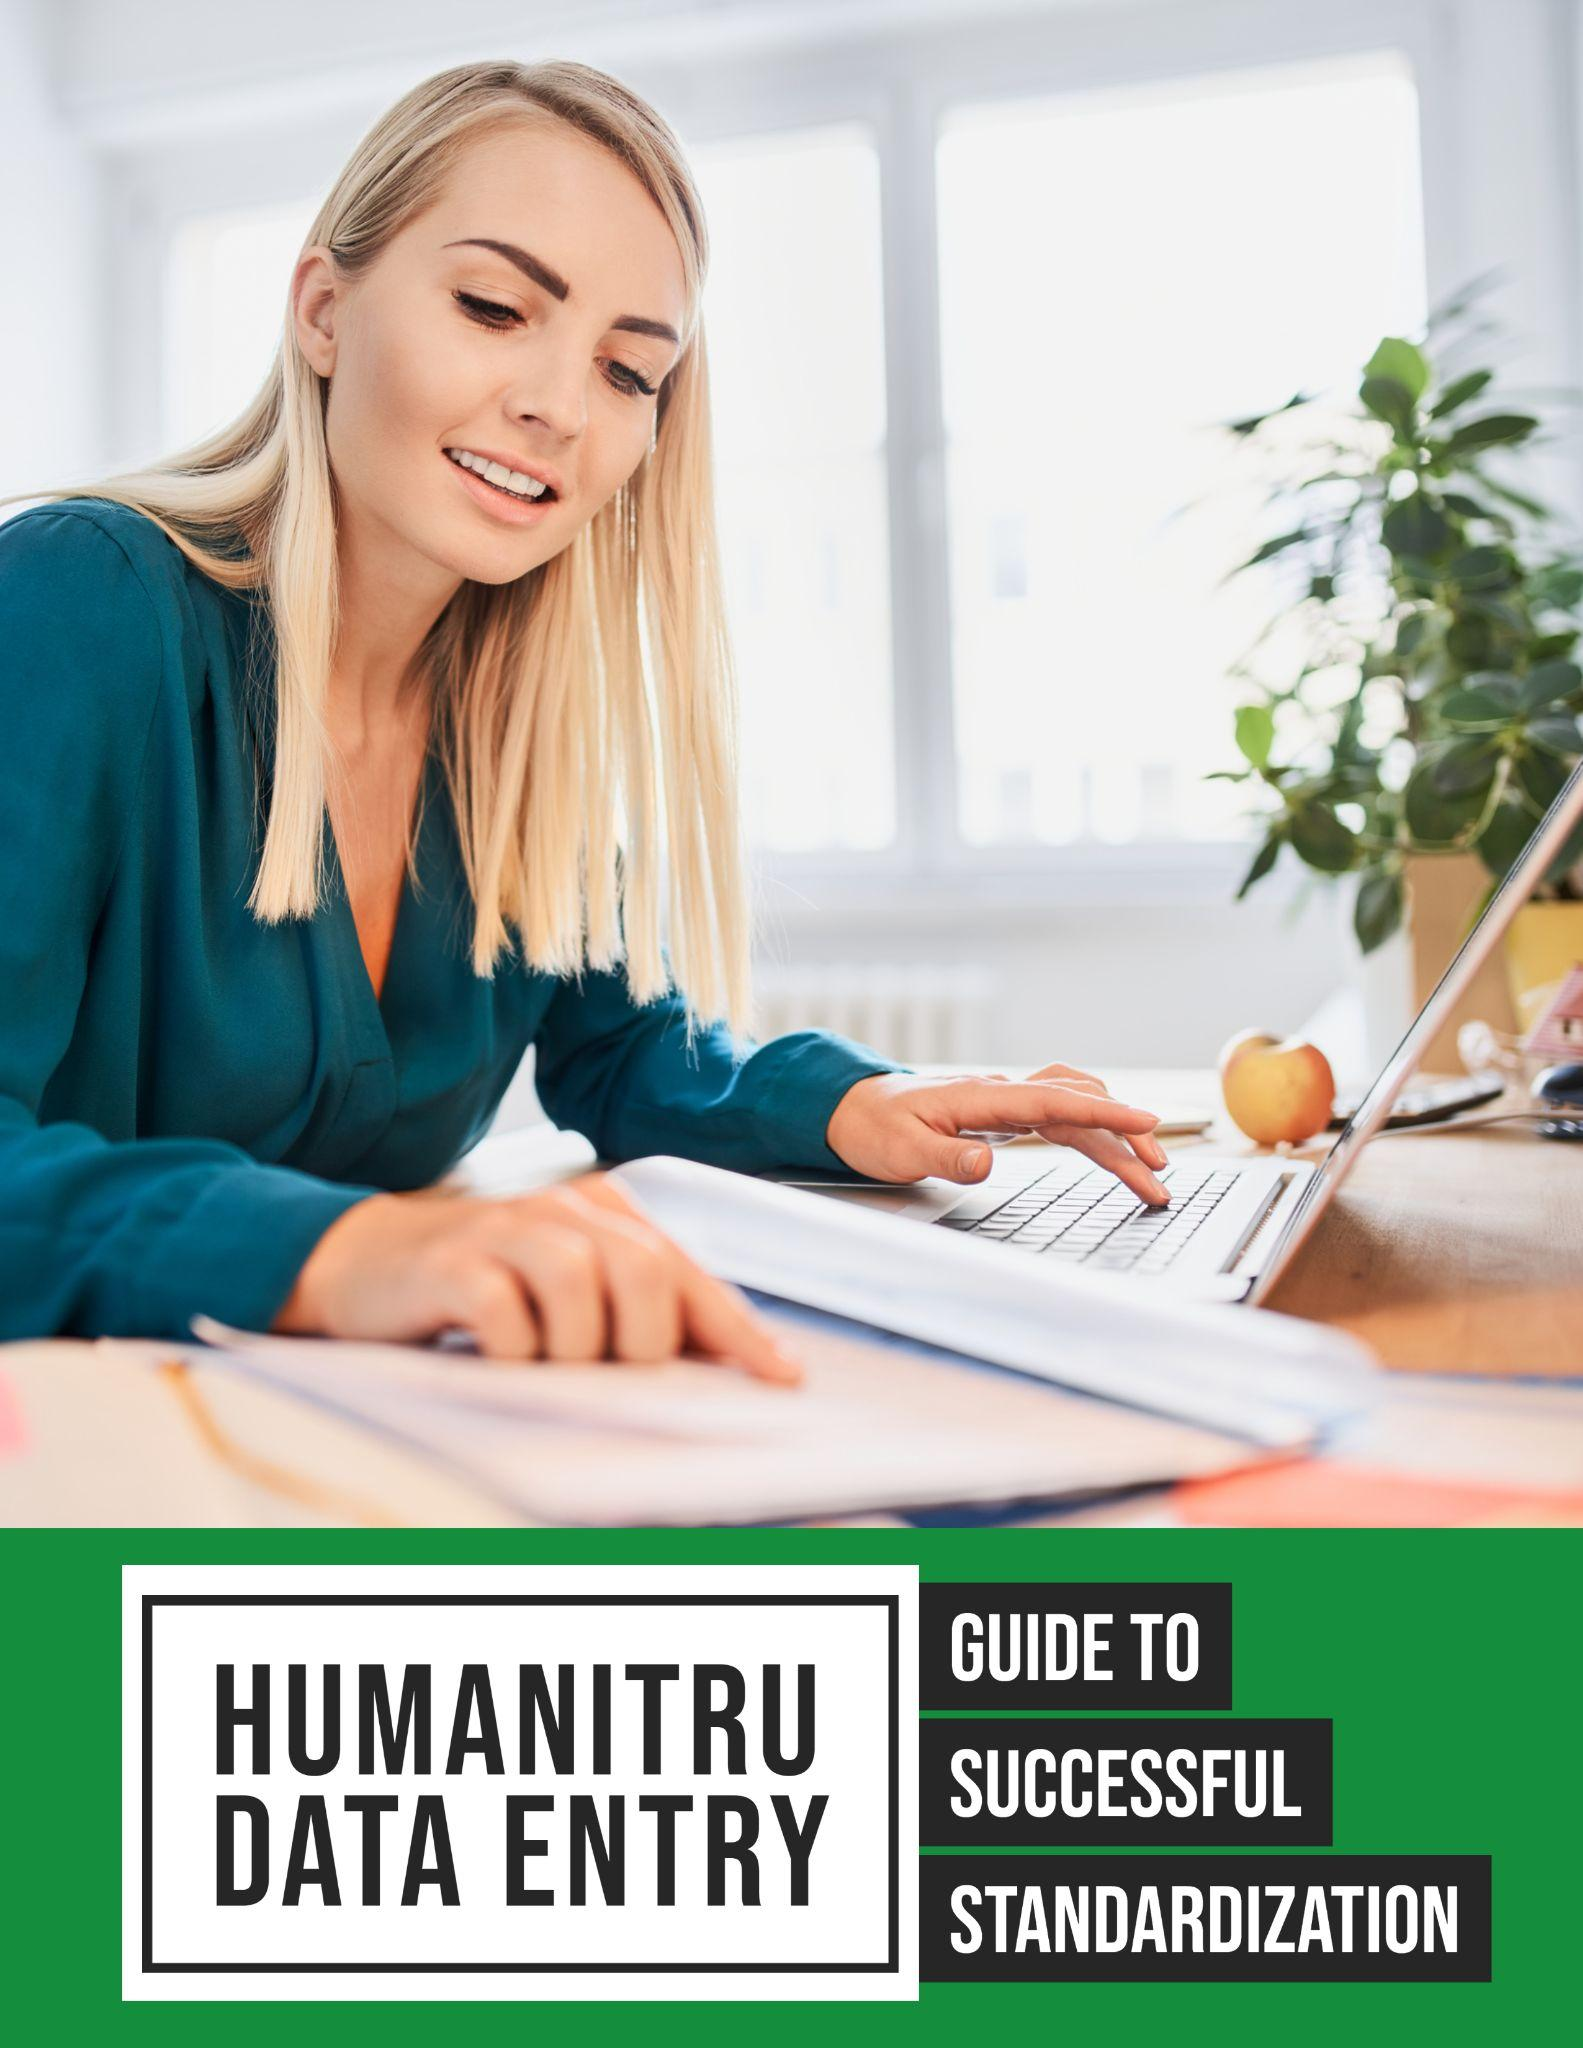 HUMANITRU
DATA ENTRY
GUIDE TO
SUCCESSFUL
STANDARDIZATION